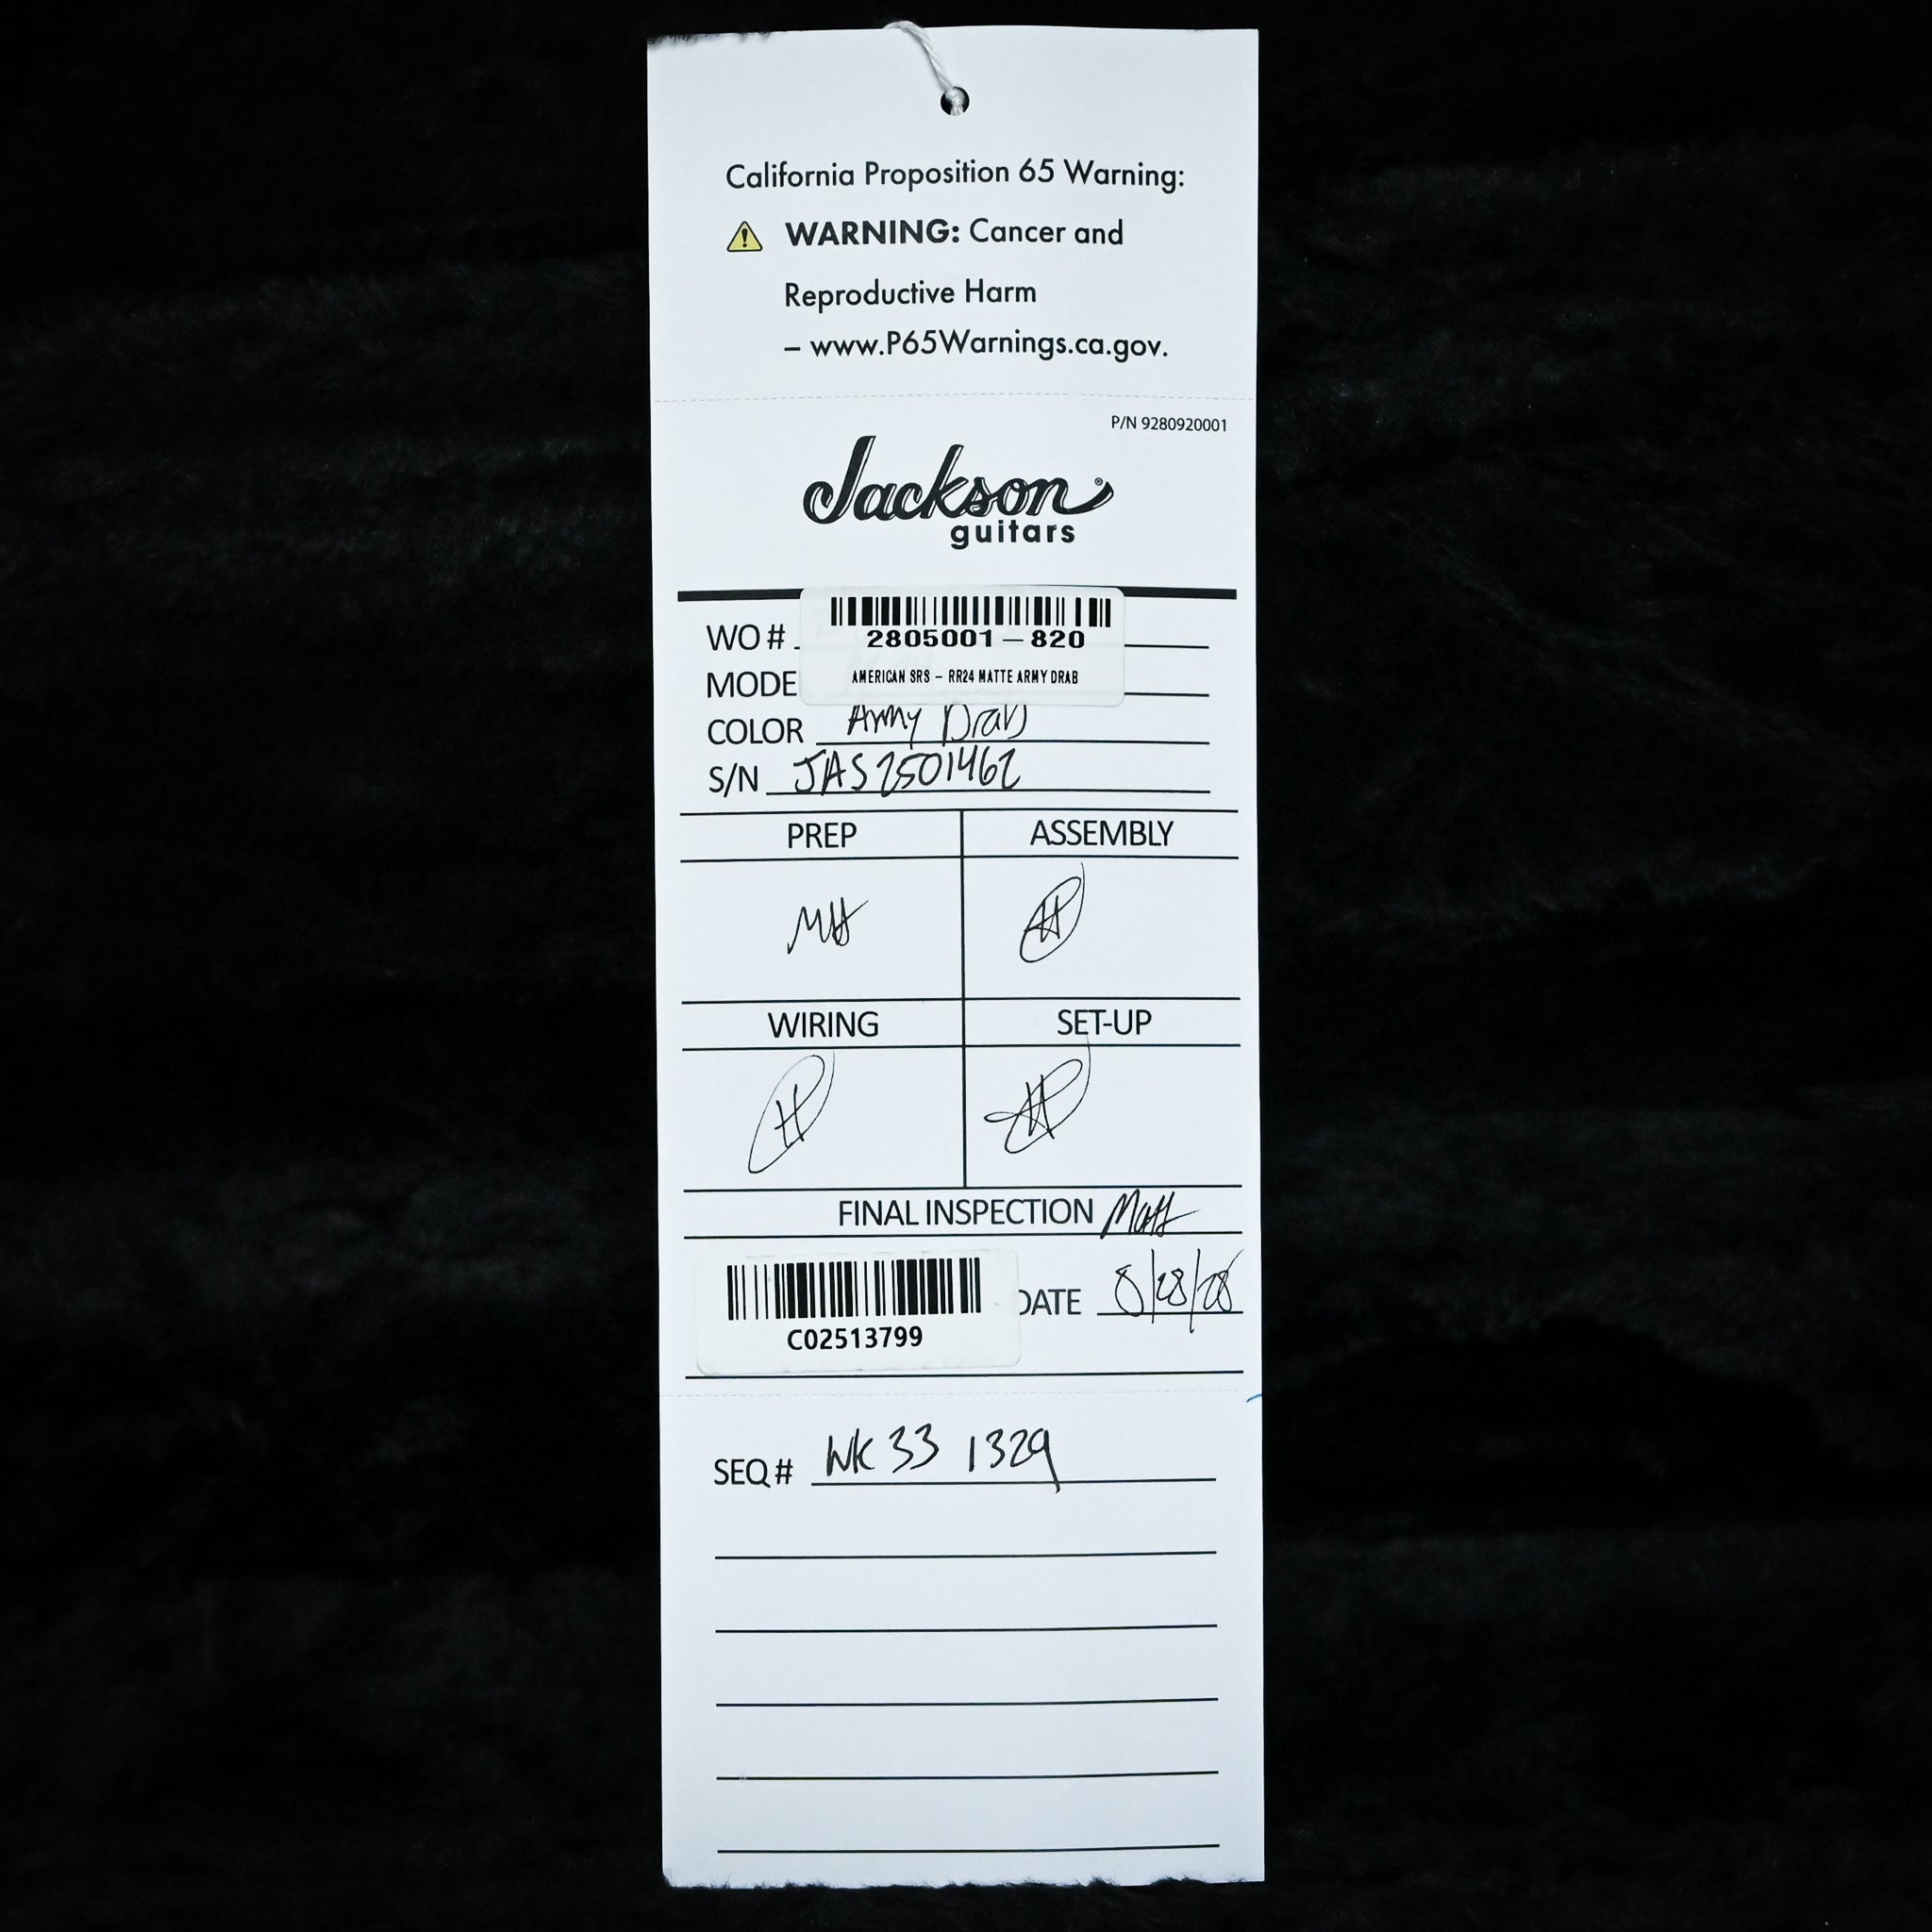 California Proposition 65 Warning:
⚠ WARNING: Cancer and
Reproductive Harm
– www.P65Warnings.ca.gov.
P/N 9280920001
Jackson®
guitars
WO #
2805001 – 820
MODE
AMERICAN SRS – RR24 MATTE ARMY DRAB
COLOR Army Drab
S/N JAS2501462
PREP ASSEMBLY
MH
WIRING SET-UP
FINAL INSPECTION Matt
DATE 8/28/
C02513799
SEQ # WK 33 1329